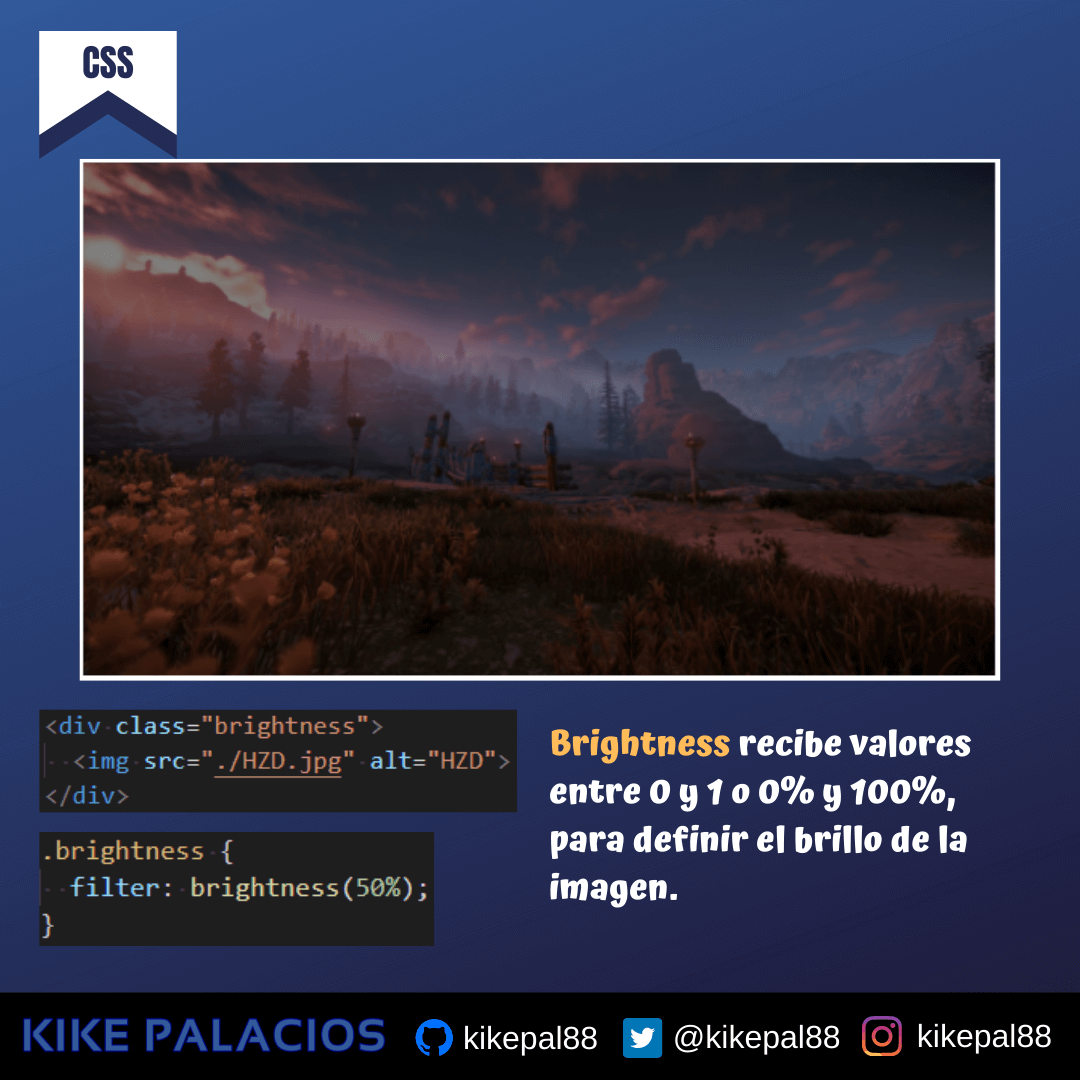 CSS
<div class="brightness">
<img src="./HZD.jpg" alt="HZD">
</div>
.brightness {
filter: brightness(50%);
}
Brightness recibe valores
entre 0 y 1 o 0% y 100%,
para definir el brillo de la
imagen.
KIKE PALACIOS kikepal88 @kikepal88 kikepal88